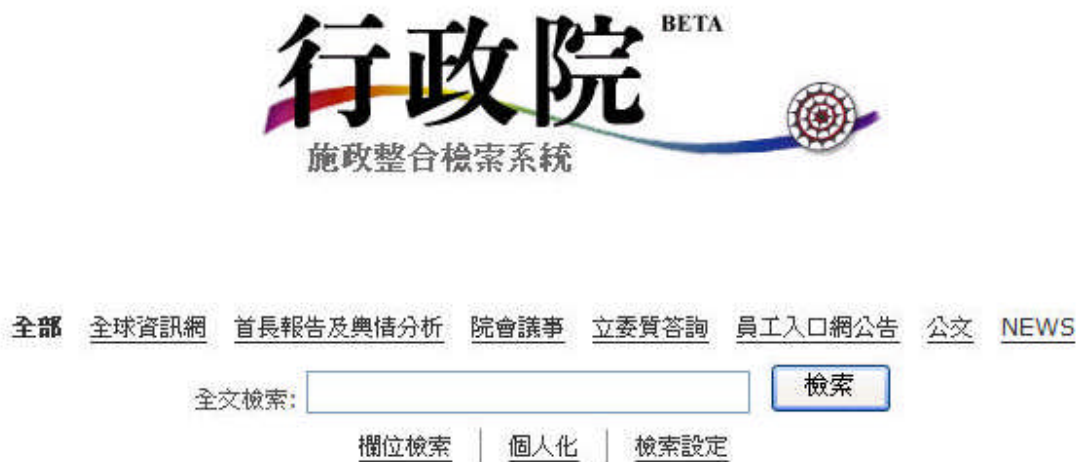 行政院 BETA
施政整合檢索系統
全部 全球資訊網 首長報告及輿情分析 院會議事 立委質答詢 員工入口網公告 公文 NEWS
全文檢索: 檢索
欄位檢索 | 個人化 | 檢索設定